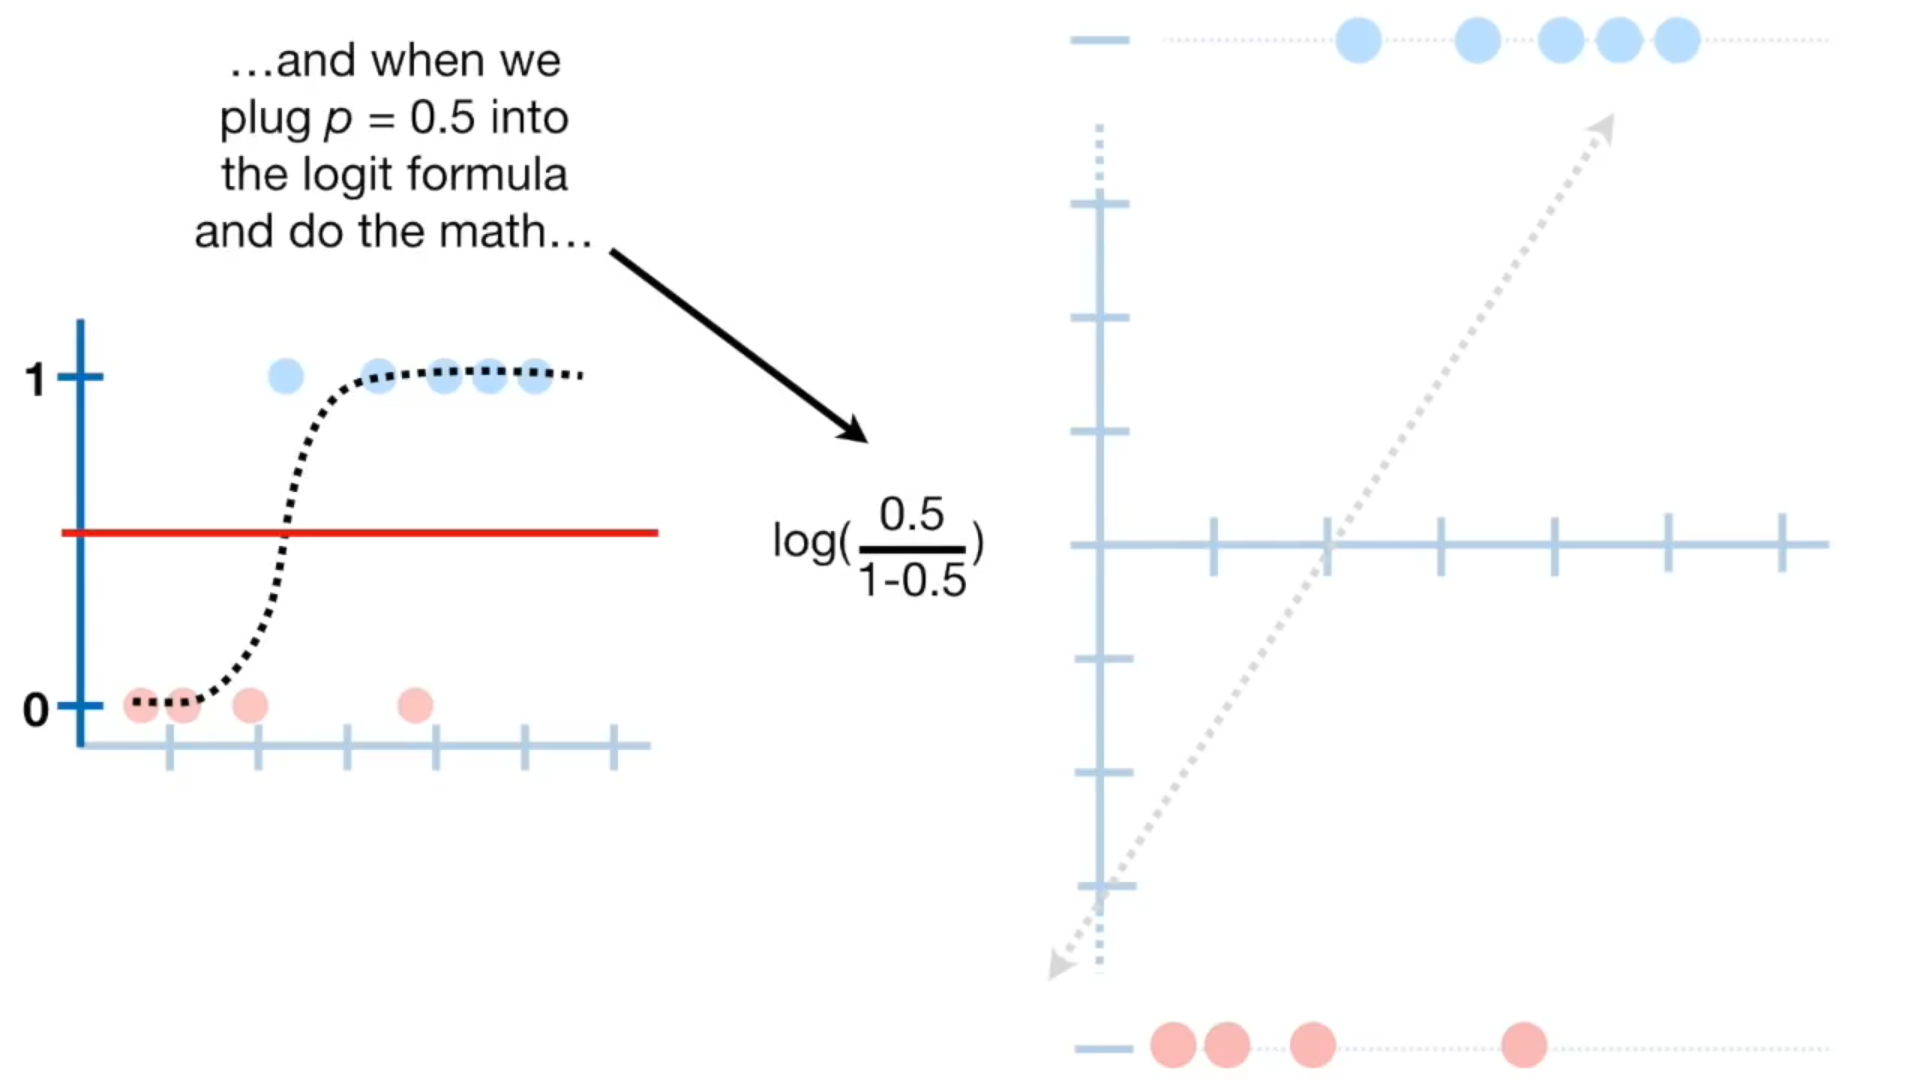 …and when we
plug p = 0.5 into
the logit formula
and do the math…
1
0
log(0.5/1-0.5)